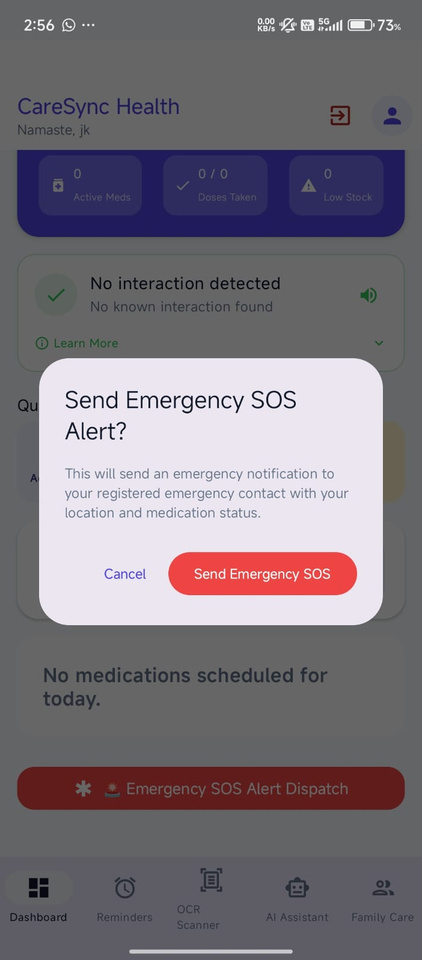 2:56
0.00
KB/s
5G
73%
CareSync Health
Namaste, jk
0
Active Meds
0 / 0
Doses Taken
0
Low Stock
No interaction detected
No known interaction found
Learn More
Qu
Send Emergency SOS
Alert?
This will send an emergency notification to
your registered emergency contact with your
location and medication status.
Cancel
Send Emergency SOS
No medications scheduled for
today.
🚨 Emergency SOS Alert Dispatch
Dashboard
Reminders
OCR
Scanner
AI Assistant
Family Care